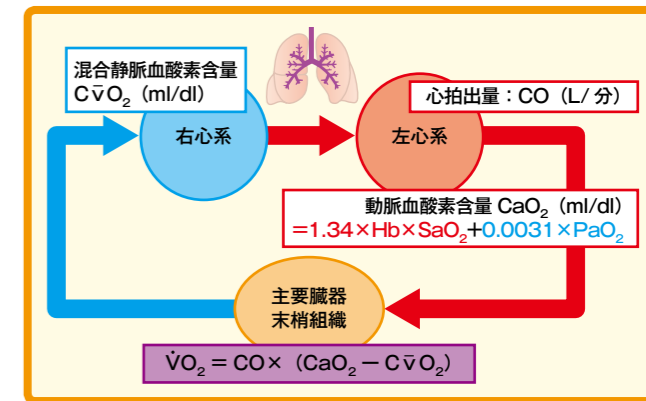 混合静脈血酸素含量
Cv̄O₂（ml/dl）
心拍出量：CO（L/分）
右心系
左心系
動脈血酸素含量 CaO₂（ml/dl）
＝1.34×Hb×SaO₂＋0.0031×PaO₂
主要臓器
末梢組織
V̇O₂＝CO×（CaO₂－Cv̄O₂）